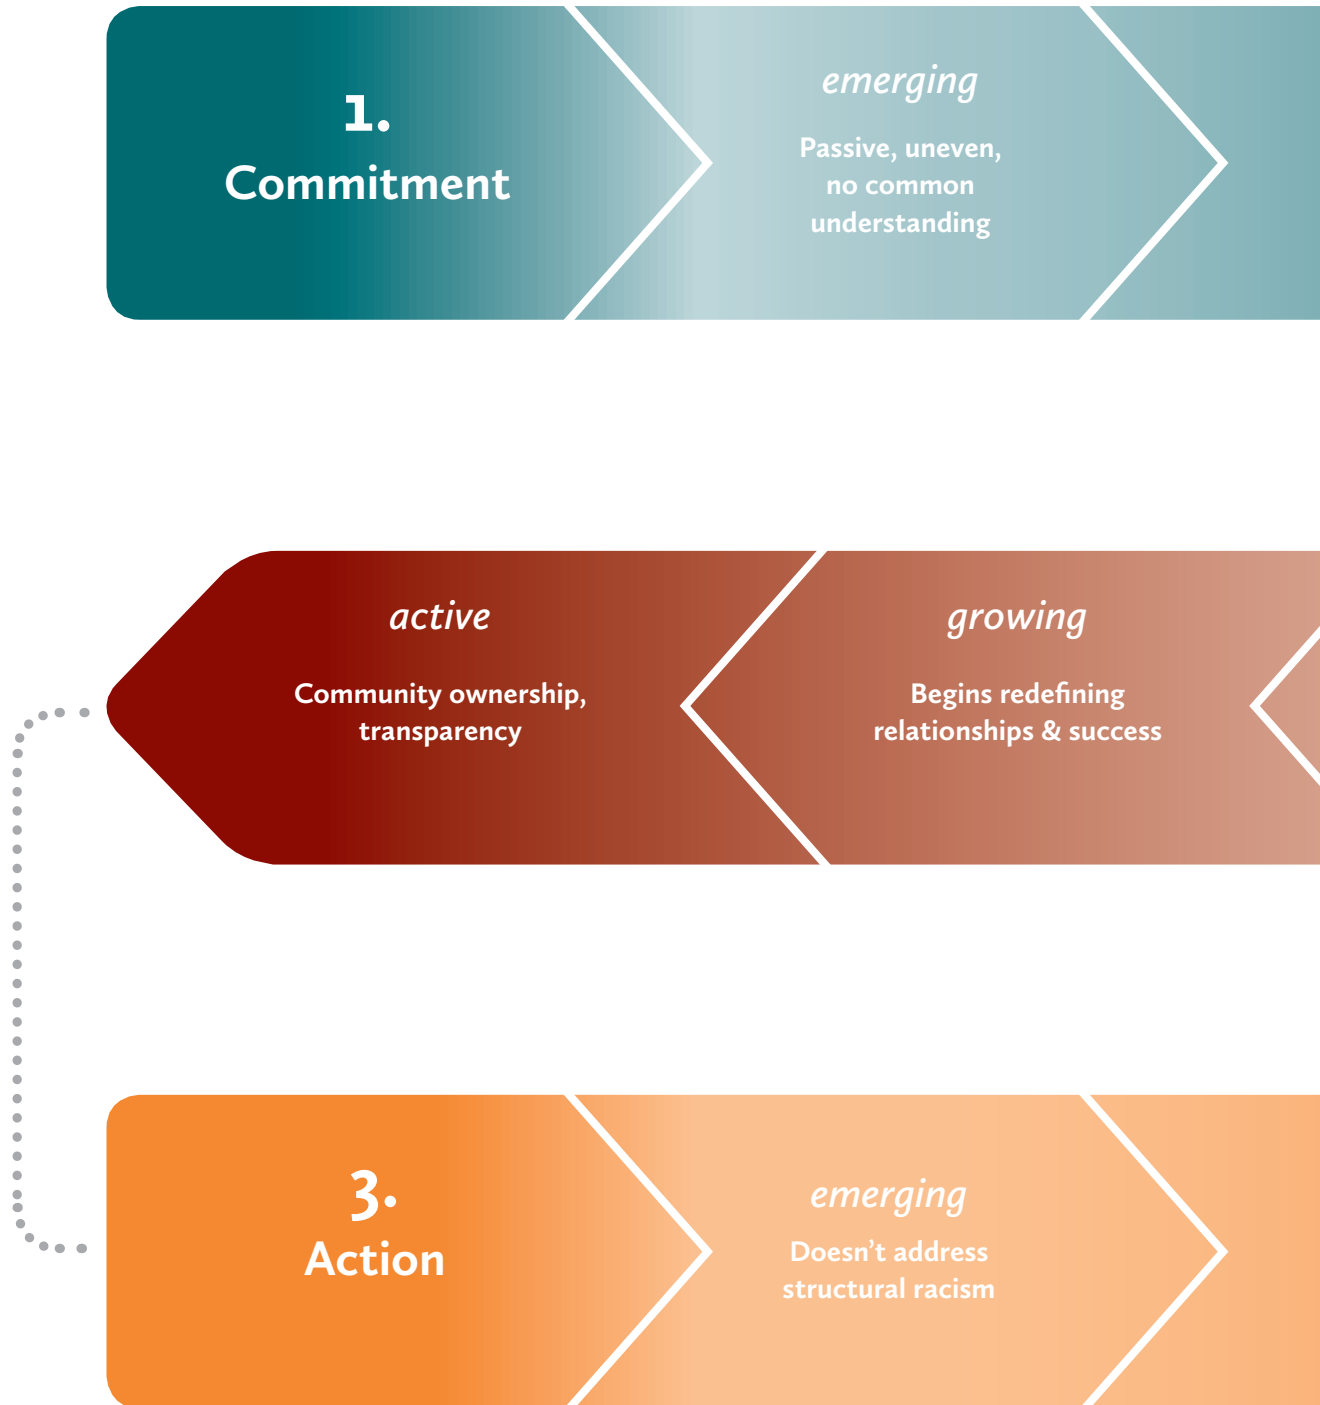 1.
Commitment
emerging
Passive, uneven,
no common
understanding
active
Community ownership,
transparency
growing
Begins redefining
relationships & success
3.
Action
emerging
Doesn’t address
structural racism